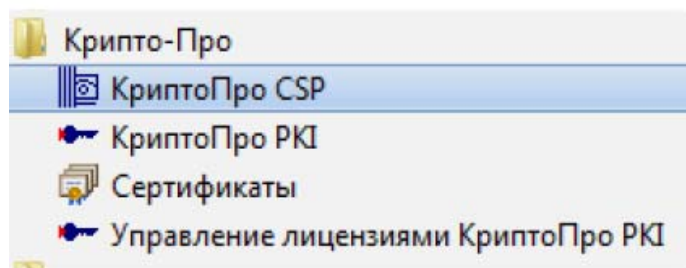 Крипто-Про
КриптоПро CSP
КриптоПро PKI
Сертификаты
Управление лицензиями КриптоПро PKI